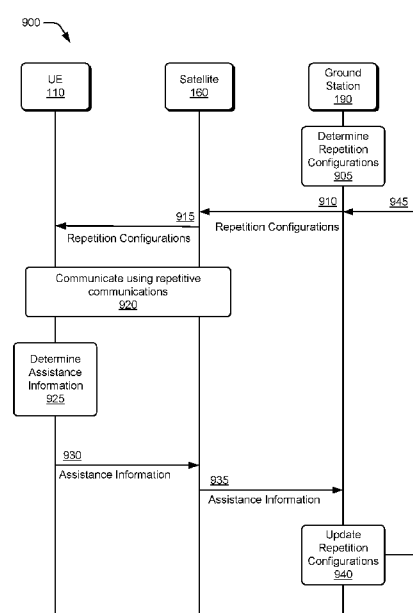 900
UE
110
Satellite
160
Ground
Station
190
Determine
Repetition
Configurations
905
910
945
Repetition Configurations
915
Repetition Configurations
Communicate using repetitive
communications
920
Determine
Assistance
Information
925
930
Assistance Information
935
Assistance Information
Update
Repetition
Configurations
940